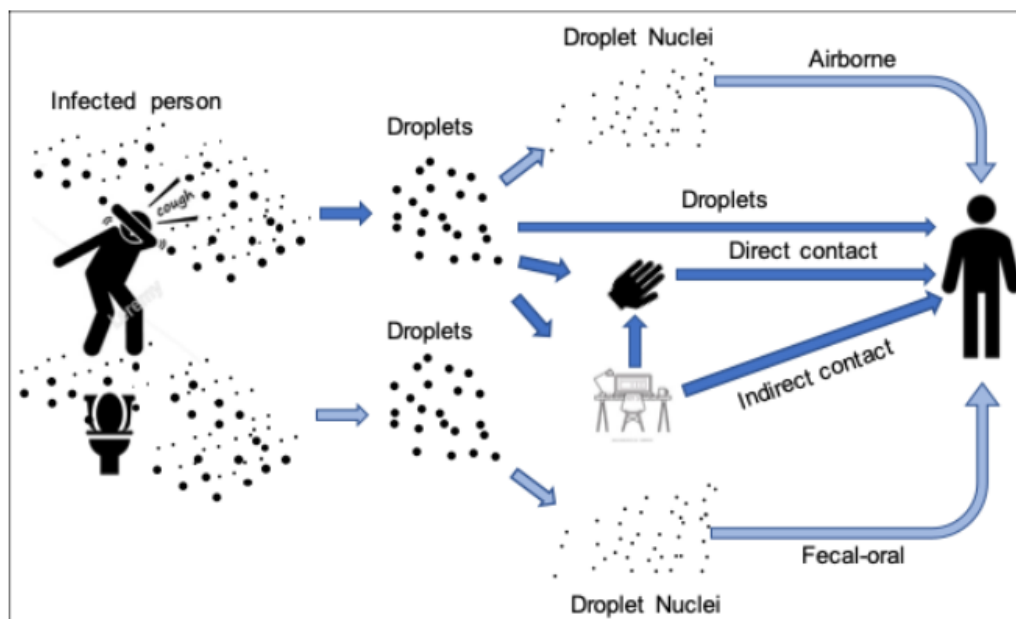 Droplet Nuclei
Airborne
Infected person
Droplets
cough
Droplets
Direct contact
Droplets
Indirect contact
Fecal-oral
Droplet Nuclei